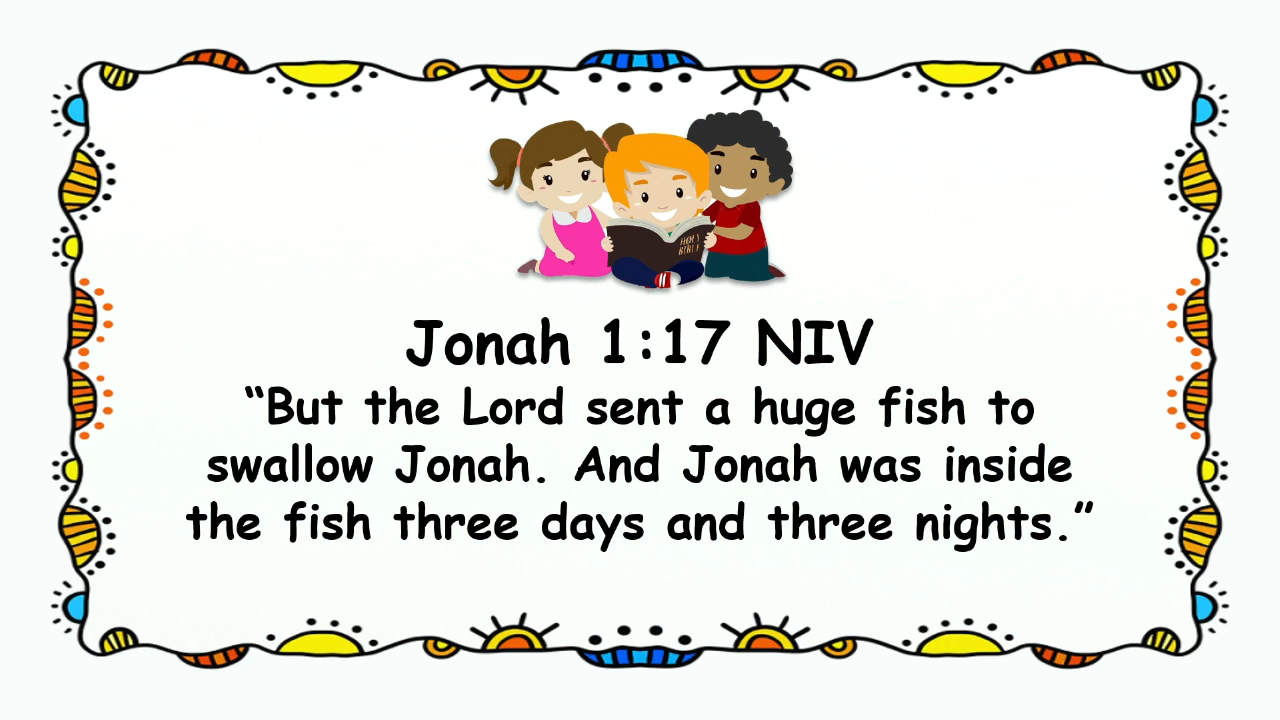 HOLY
BIBLE
Jonah 1:17 NIV
“But the Lord sent a huge fish to
swallow Jonah. And Jonah was inside
the fish three days and three nights.”